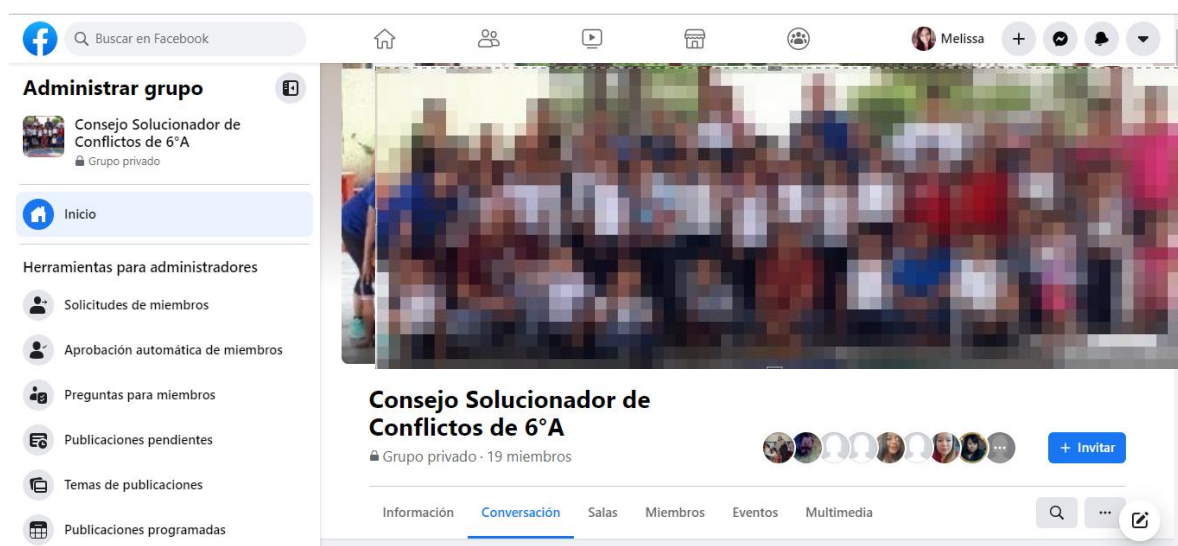 Buscar en Facebook
Melissa
Administrar grupo
Consejo Solucionador de
Conflictos de 6°A
Grupo privado
Inicio
Herramientas para administradores
Solicitudes de miembros
Aprobación automática de miembros
Preguntas para miembros
Publicaciones pendientes
Temas de publicaciones
Publicaciones programadas
Consejo Solucionador de
Conflictos de 6°A
Grupo privado · 19 miembros
+ Invitar
Información Conversación Salas Miembros Eventos Multimedia